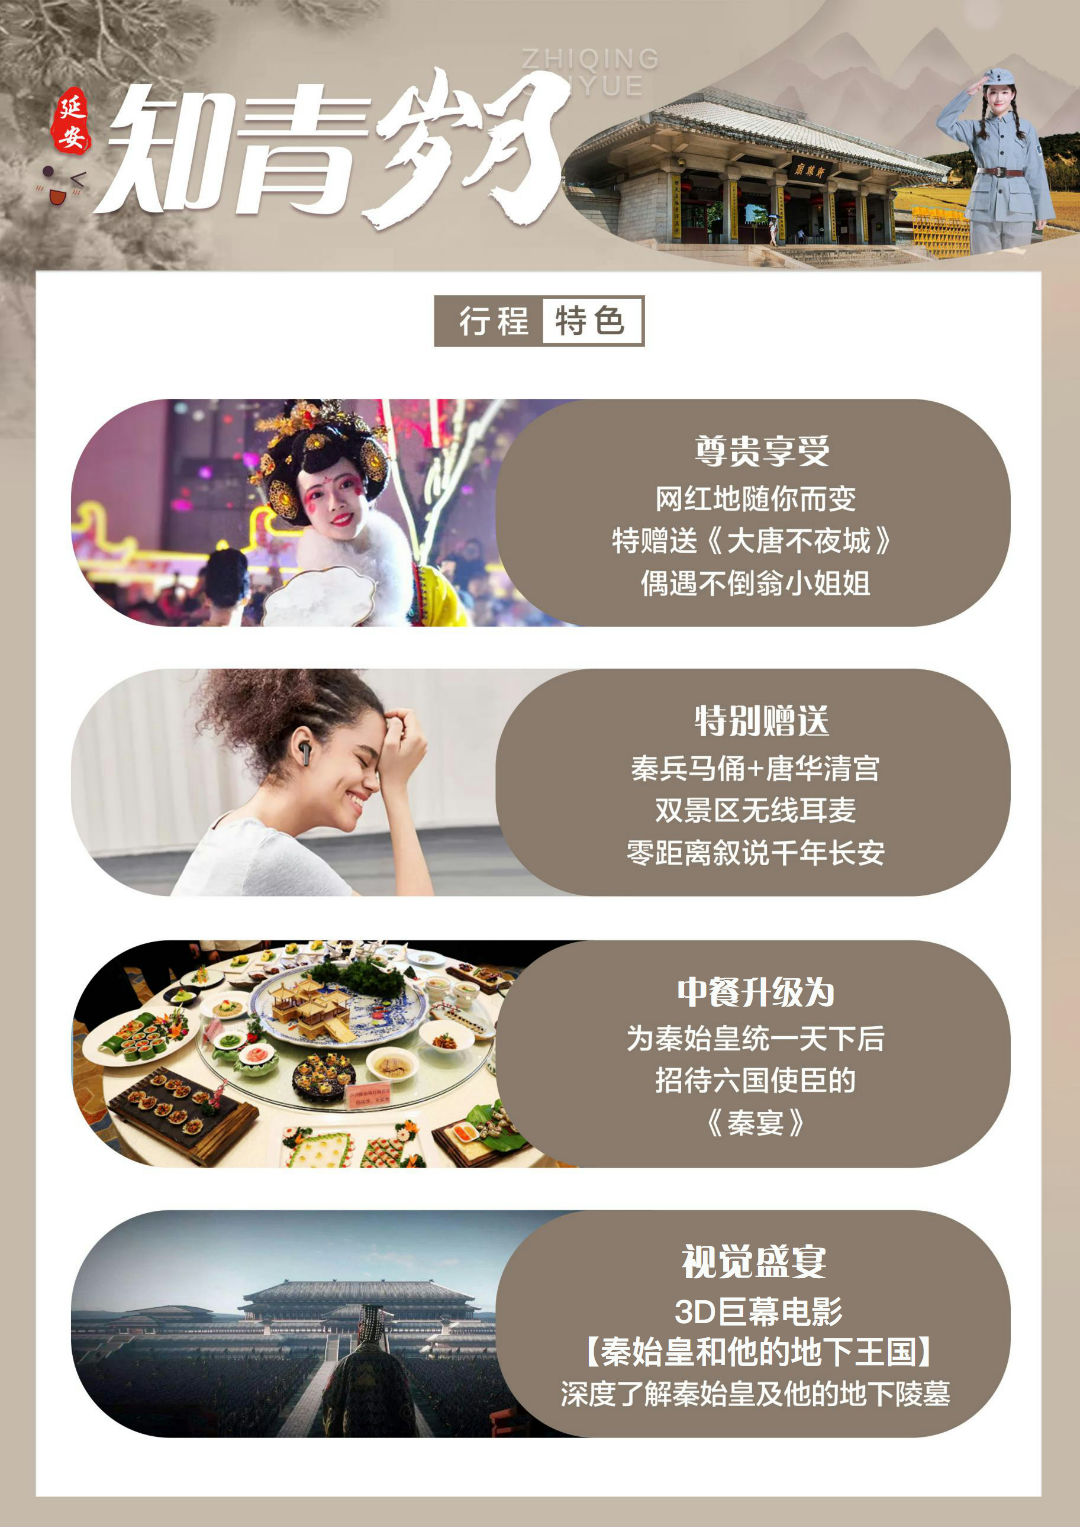 ZHIQING
YUE
延安
知青岁月
軒轅廟
行程特色
尊贵享受
网红地随你而变
特赠送《大唐不夜城》
偶遇不倒翁小姐姐
特别赠送
秦兵马俑+唐华清宫
双景区无线耳麦
零距离叙说千年长安
中餐升级为
为秦始皇统一天下后
招待六国使臣的
《秦宴》
视觉盛宴
3D巨幕电影
【秦始皇和他的地下王国】
深度了解秦始皇及他的地下陵墓